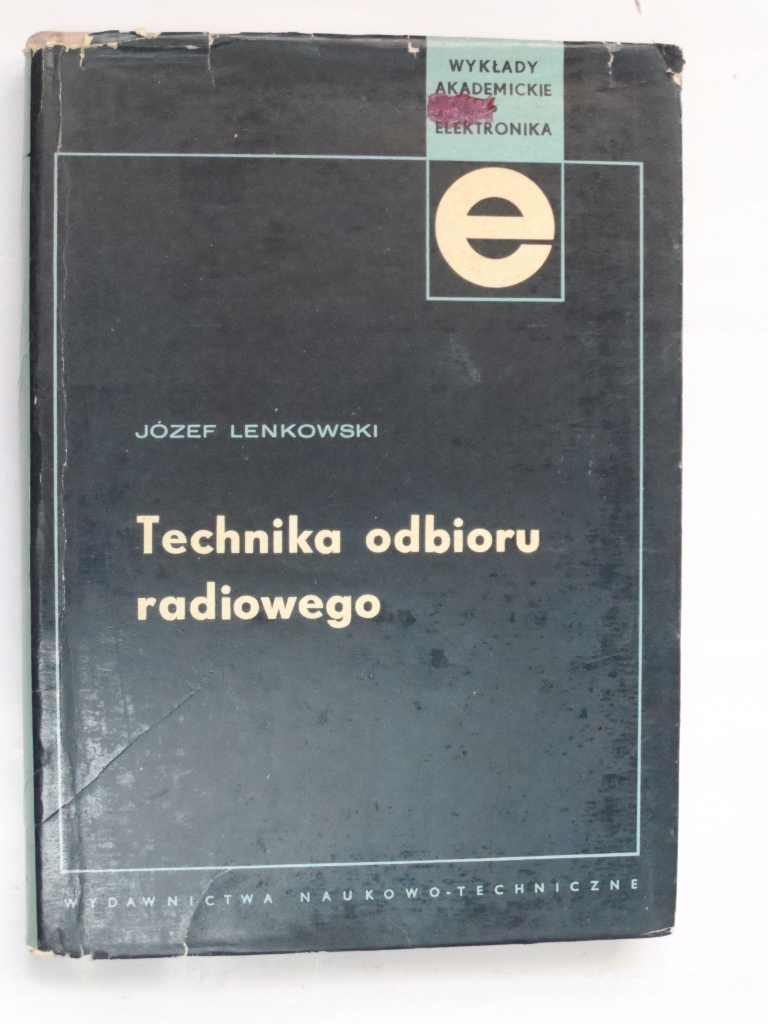 WYKŁADY
AKADEMICKIE
ELEKTRONIKA
e
JÓZEF LENKOWSKI
Technika odbioru
radiowego
WYDAWNICTWA NAUKOWO-TECHNICZNE